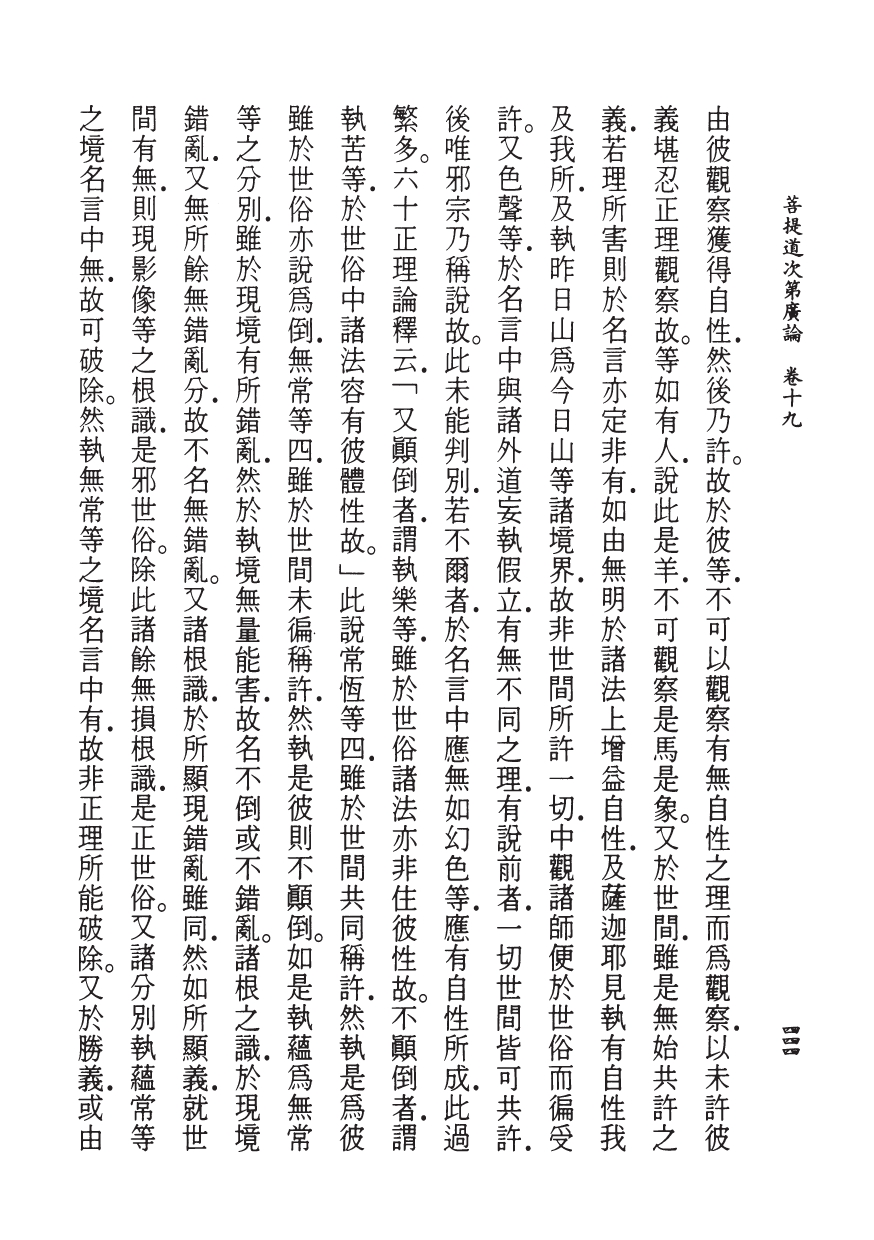 菩提道次第廣論　卷十九
四四四
由彼觀察獲得自性．然後乃許。故於彼等．不可以觀察有無自性之理而爲觀察．以未許彼
義堪忍正理觀察故。等如有人．說此是羊．不可觀察是馬是象。又於世間．雖是無始共許之
義．若理所害則於名言亦定非有．如由無明於諸法上增益自性．及薩迦耶見執有自性我
及我所．及執昨日山爲今日山等諸境界．故非世間所許一切．中觀諸師便於世俗而徧受
許。又色聲等．於名言中與諸外道妄執假立．有無不同之理．有說前者．一切世間皆可共許．
後唯邪宗乃稱說故。此未能判別．若不爾者．於名言中應無如幻色等．應有自性所成．此過
繁多。六十正理論釋云．「又顚倒者．謂執樂等．雖於世俗諸法亦非住彼性故。不顚倒者．謂
執苦等．於世俗中諸法容有彼體性故。」此說常恆等四．雖於世間共同稱許．然執是爲彼
雖於世俗亦說爲倒．無常等四．雖於世間未徧稱許．然執是彼則不顚倒。如是執蘊爲無常
等之分別．雖於現境有所錯亂．然於執境無量能害．故名不倒或不錯亂。諸根之識．於現境
錯亂．又無所餘無錯亂分．故不名無錯亂。又諸根識．於所顯現錯亂雖同．然如所顯義．就世
間有無．則現影像等之根識．是邪世俗。除此諸餘無損根識．是正世俗。又諸分別執蘊常等
之境名言中無．故可破除。然執無常等之境名言中有．故非正理所能破除。又於勝義．或由